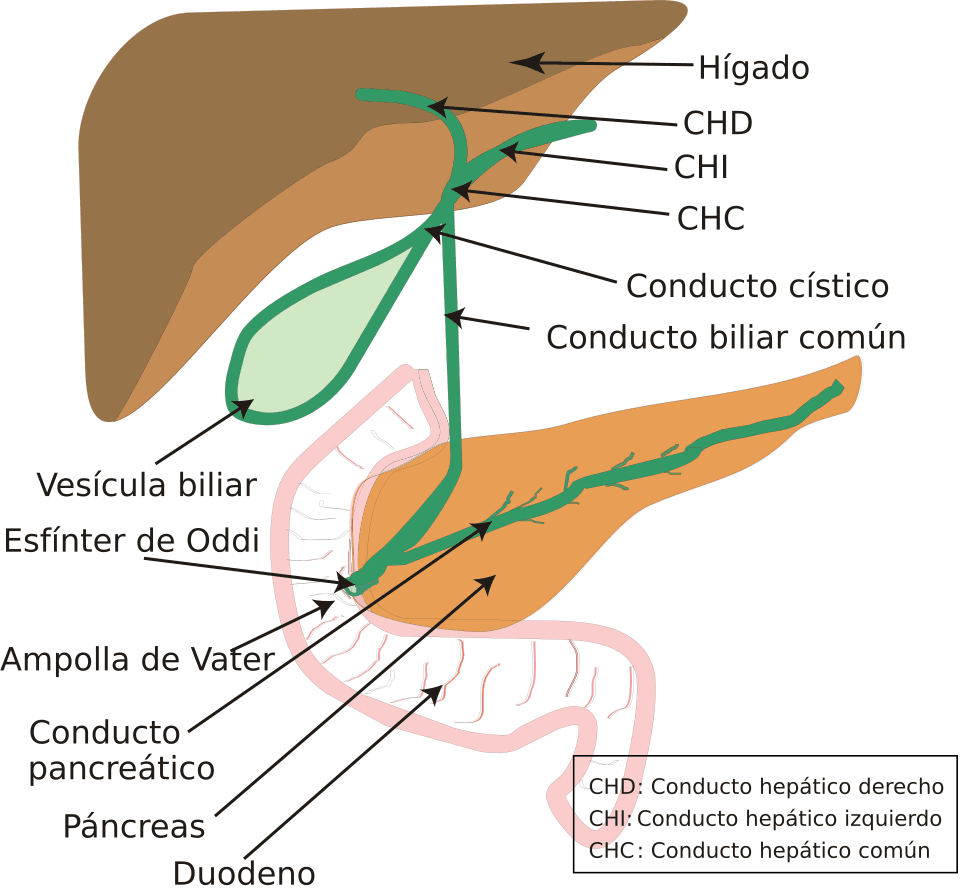 Hígado
CHD
CHI
CHC
Conducto cístico
Conducto biliar común
Vesícula biliar
Esfínter de Oddi
Ampolla de Vater
Conducto
pancreático
Páncreas
Duodeno
CHD: Conducto hepático derecho
CHI: Conducto hepático izquierdo
CHC: Conducto hepático común